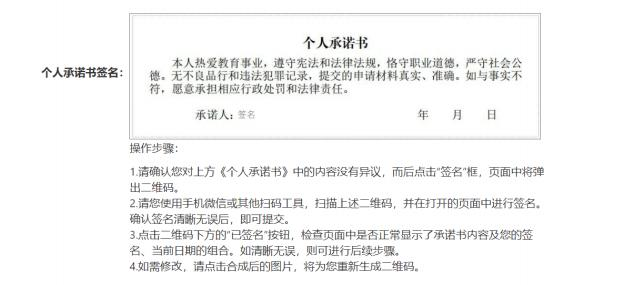 个人承诺书
本人热爱教育事业，遵守宪法和法律法规，恪守职业道德，严守社会公
德。无不良品行和违法犯罪记录，提交的申请材料真实、准确。如与事实不
符，愿意承担相应行政处罚和法律责任。
个人承诺书签名：
承诺人：签名 年 月 日
操作步骤：
1.请确认您对上方《个人承诺书》中的内容没有异议，而后点击“签名”框，页面中将弹
出二维码。
2.请您使用手机微信或其他扫码工具，扫描上述二维码，并在打开的页面中进行签名。
确认签名清晰无误后，即可提交。
3.点击二维码下方的“已签名”按钮，检查页面中是否正常显示了承诺书内容及您的签
名、当前日期的组合。如清晰无误，则可进行后续步骤。
4.如需修改，请点击合成后的图片，将为您重新生成二维码。